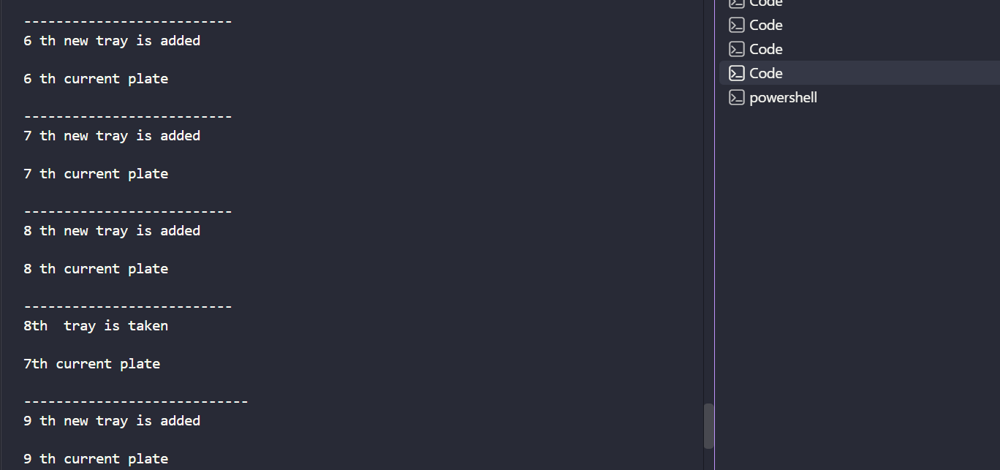 --------------------------
6 th new tray is added
6 th current plate
--------------------------
7 th new tray is added
7 th current plate
--------------------------
8 th new tray is added
8 th current plate
--------------------------
8th  tray is taken
7th current plate
----------------------------
9 th new tray is added
9 th current plate
Code
Code
Code
Code
powershell